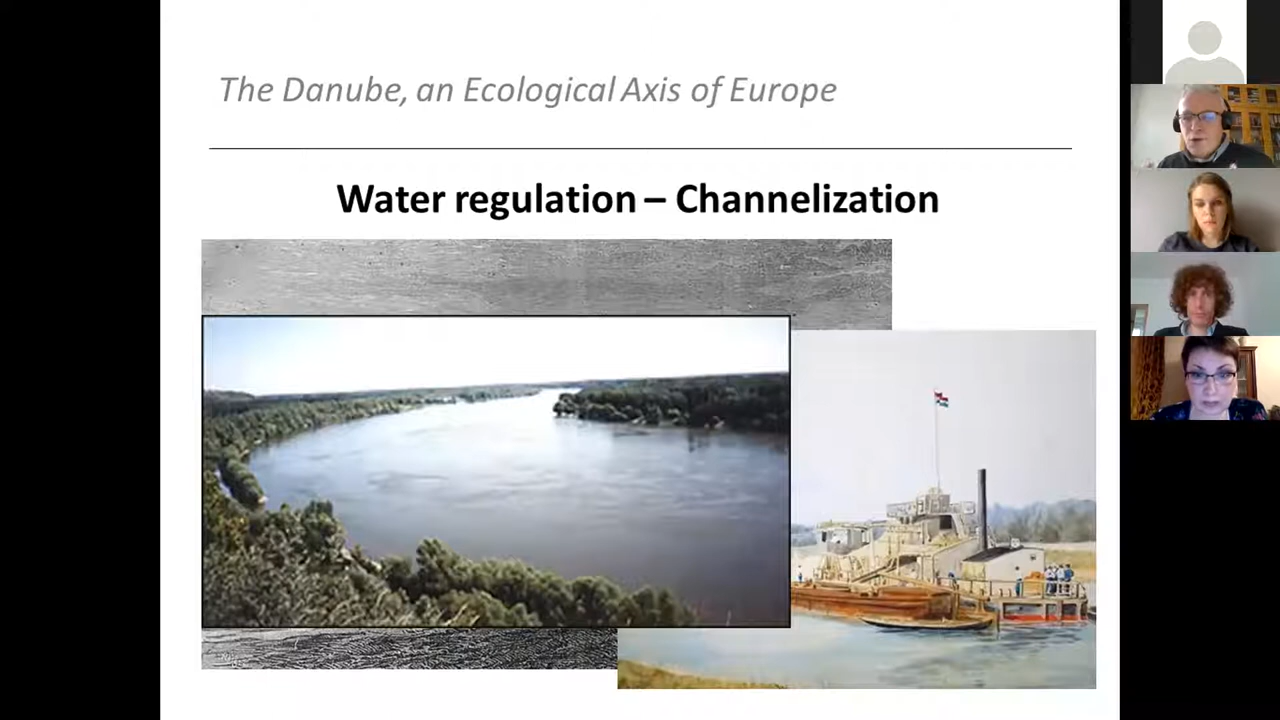 The Danube, an Ecological Axis of Europe
Water regulation – Channelization